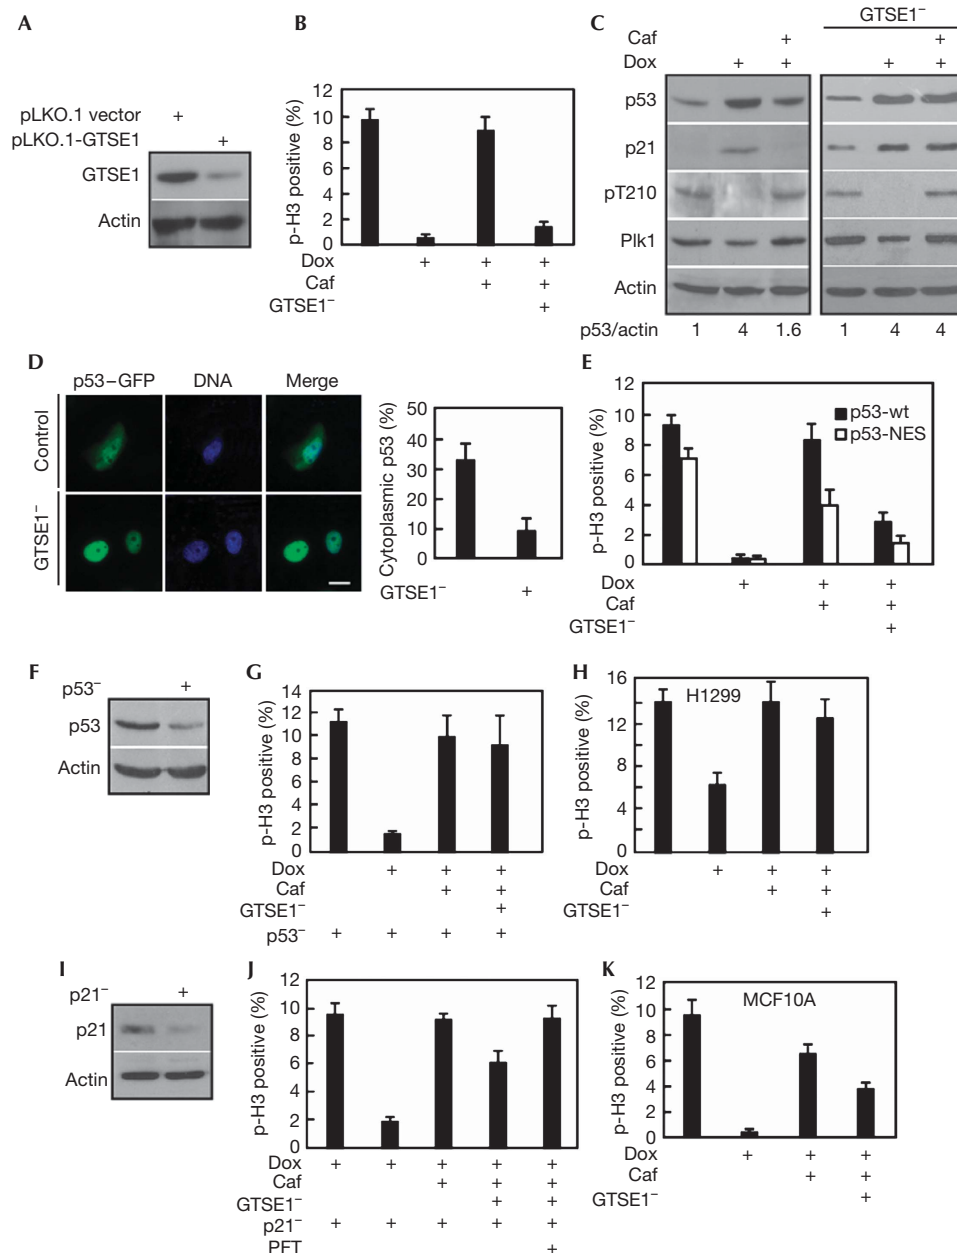 A
pLKO.1 vector +
pLKO.1-GTSE1 +
GTSE1
Actin
B
p-H3 positive (%)
12
10
8
6
4
2
0
Dox + + +
Caf + +
GTSE1⁻ +
C
GTSE1⁻
Caf + +
Dox + + + +
p53
p21
pT210
Plk1
Actin
p53/actin 1 4 1.6 1 4 4
D
p53–GFP DNA Merge
Control
GTSE1⁻
Cytoplasmic p53 (%)
50
40
30
20
10
0
GTSE1⁻ +
E
p-H3 positive (%)
12
8
4
2
0
p53-wt
p53-NES
Dox + + +
Caf + +
GTSE1⁻ +
F
p53⁻ +
p53
Actin
G
p-H3 positive (%)
14
12
10
8
6
4
2
0
Dox + + +
Caf + +
GTSE1⁻ +
p53⁻ + + + +
H
H1299
p-H3 positive (%)
16
12
8
4
0
Dox + + +
Caf + +
GTSE1⁻ +
I
p21⁻ +
p21
Actin
J
p-H3 positive (%)
12
10
8
6
4
2
0
Dox + + + + +
Caf + + +
GTSE1⁻ + +
p21⁻ + + + + +
PFT +
K
MCF10A
p-H3 positive (%)
12
10
8
6
4
2
0
Dox + + +
Caf + +
GTSE1⁻ +